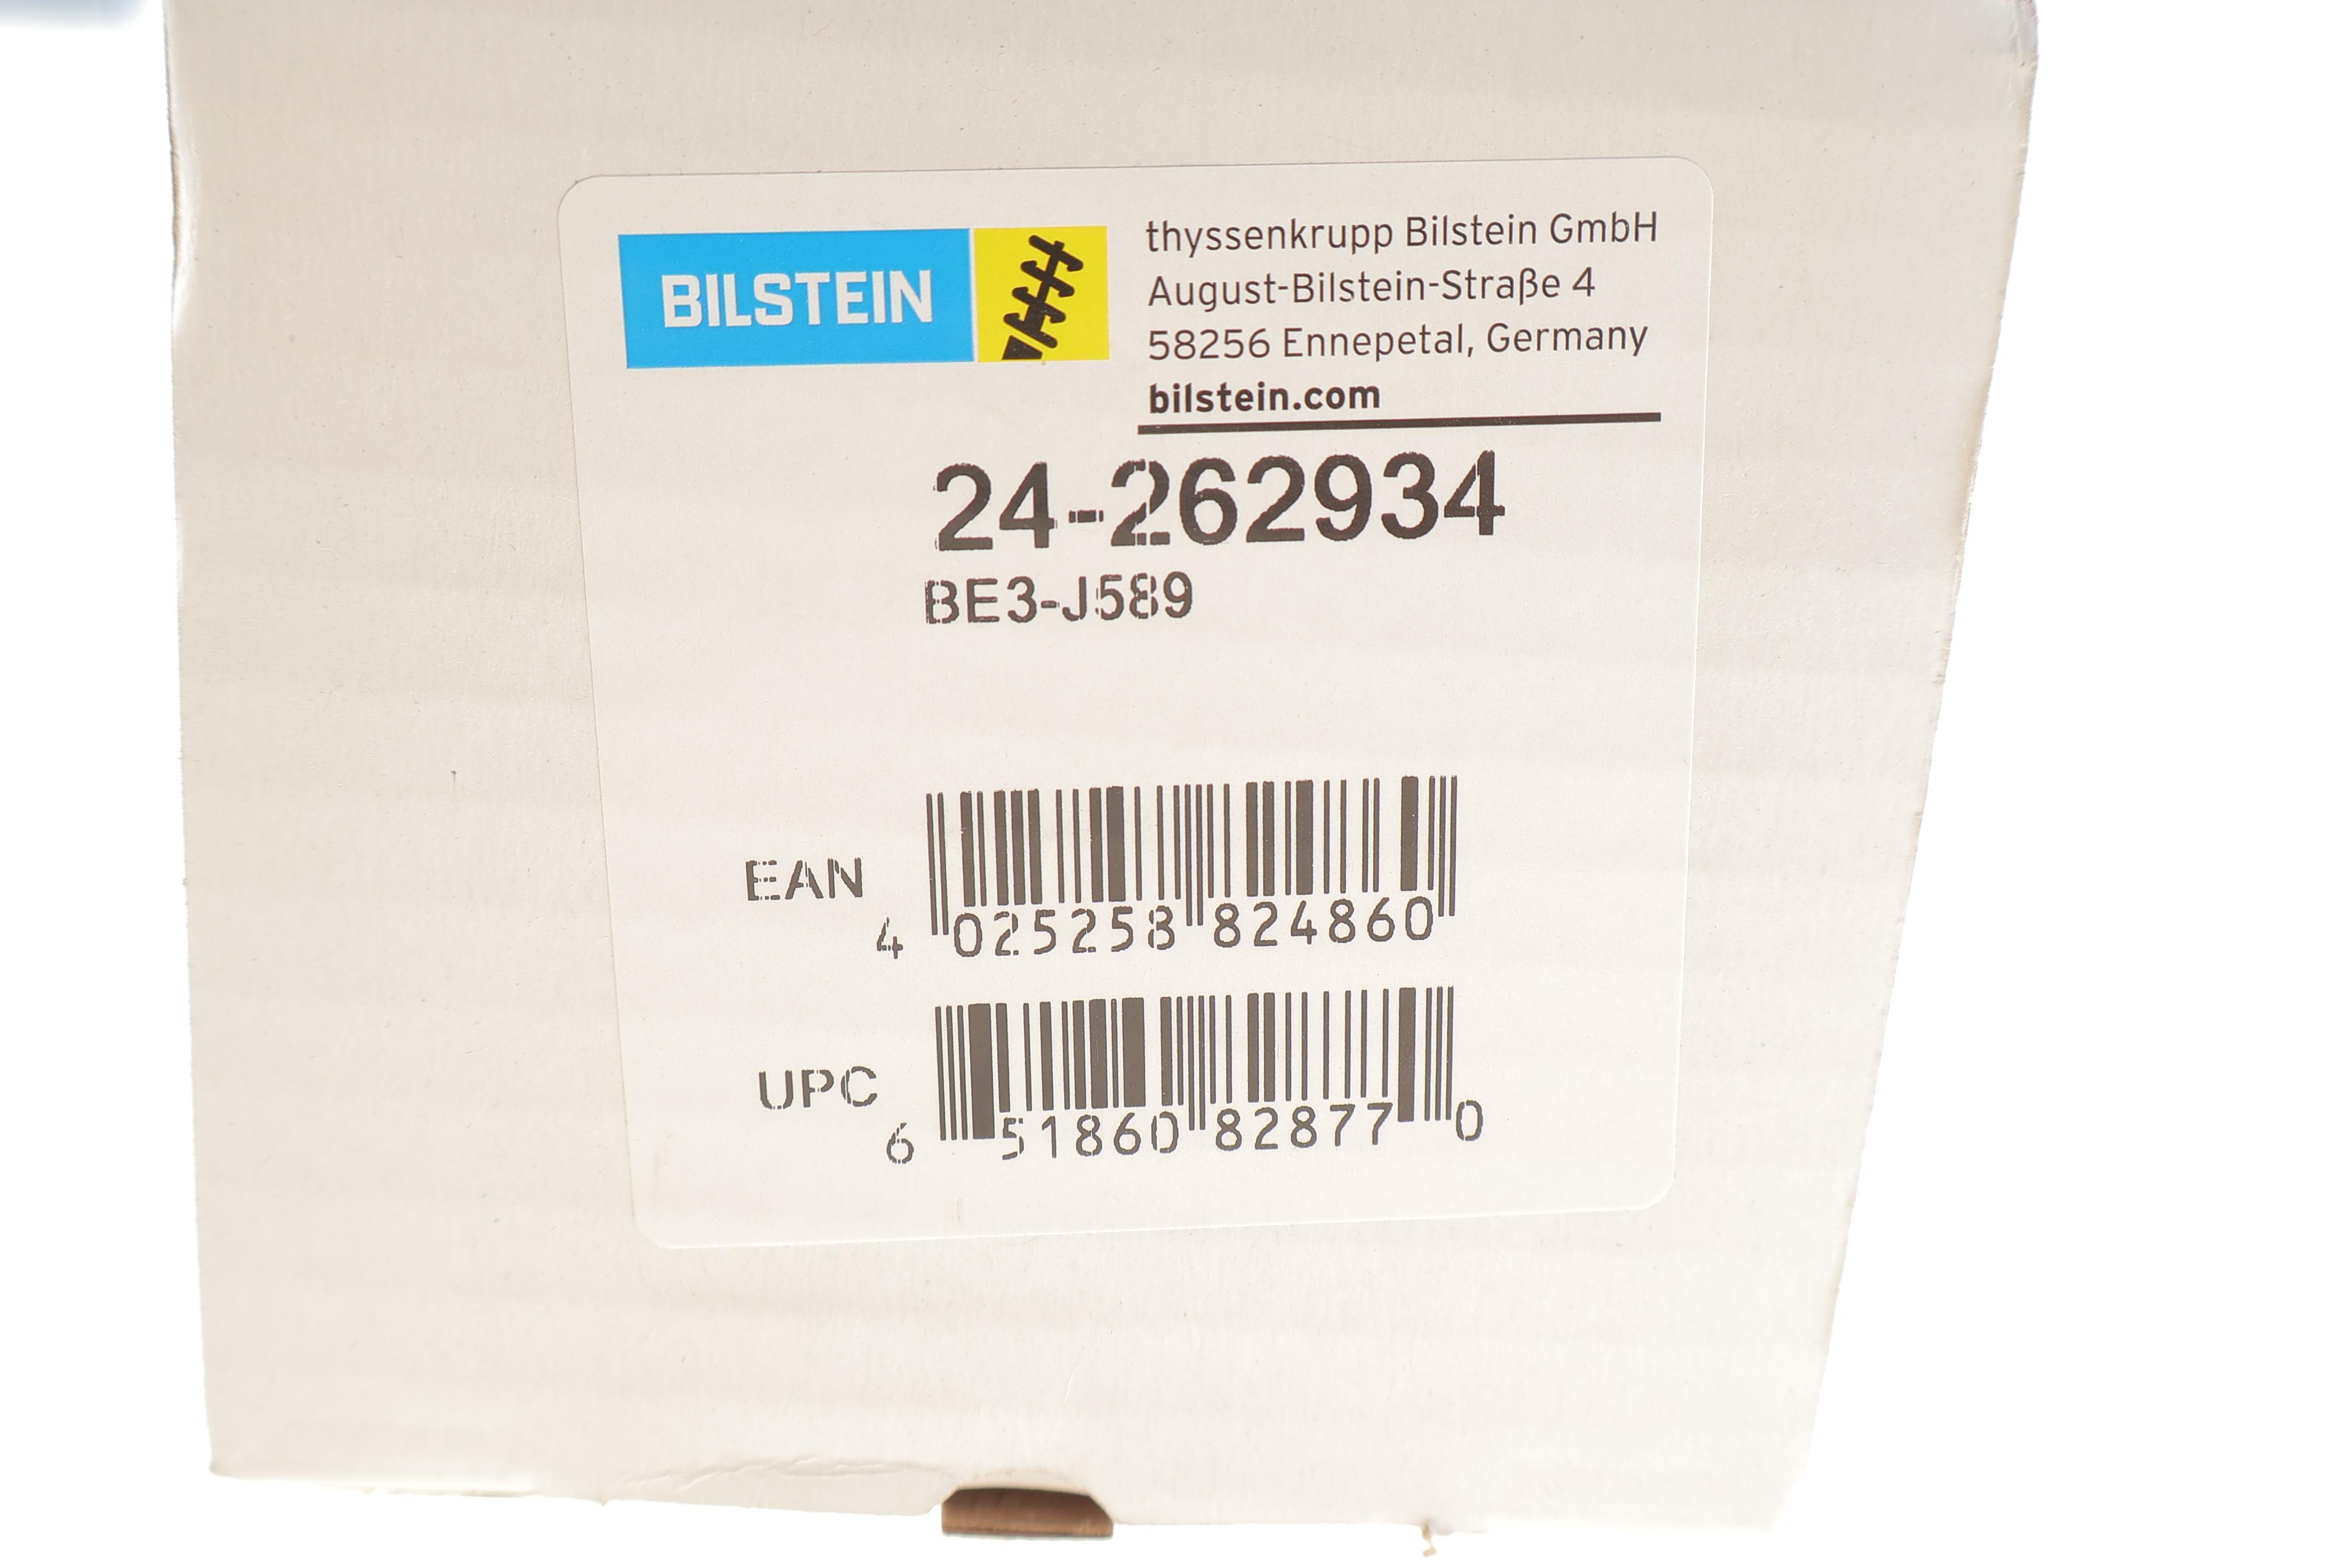 BILSTEIN
thyssenkrupp Bilstein GmbH
August-Bilstein-Straße 4
58256 Ennepetal, Germany
bilstein.com
24-262934
BE3-J589
EAN
4 025258 824860
UPC
6 51860 82877 0